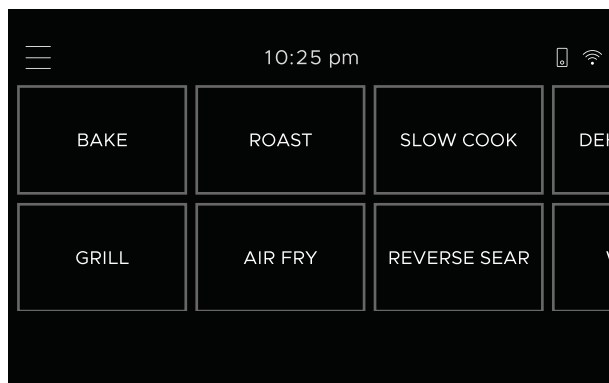 10:25 pm
BAKE
ROAST
SLOW COOK
GRILL
AIR FRY
REVERSE SEAR